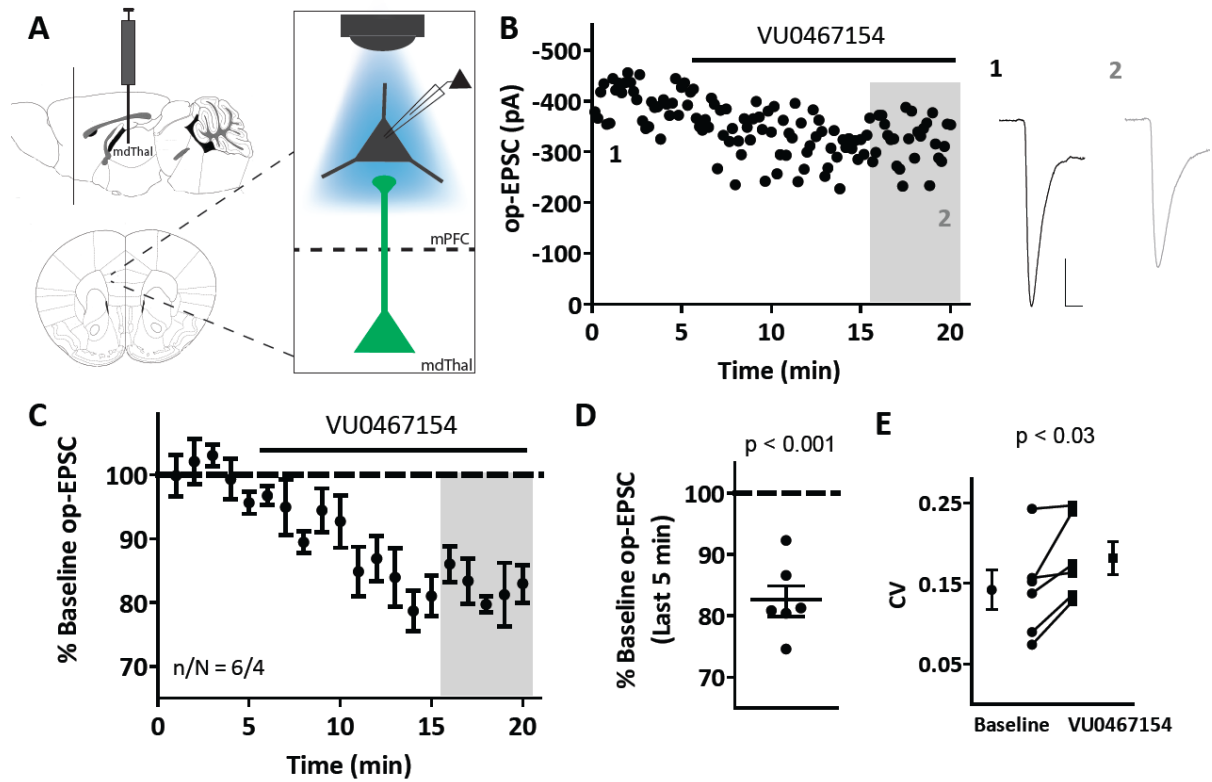 A
mdThal
mPFC
mdThal
B
VU0467154
op-EPSC (pA)
-500
-400
-300
-200
-100
0
1
2
0 5 10 15 20
Time (min)
1 2
C
VU0467154
% Baseline op-EPSC
100
90
80
70
n/N = 6/4
0 5 10 15 20
Time (min)
D
p < 0.001
% Baseline op-EPSC
(Last 5 min)
100
90
80
70
E
p < 0.03
CV
0.25
0.15
0.05
Baseline VU0467154